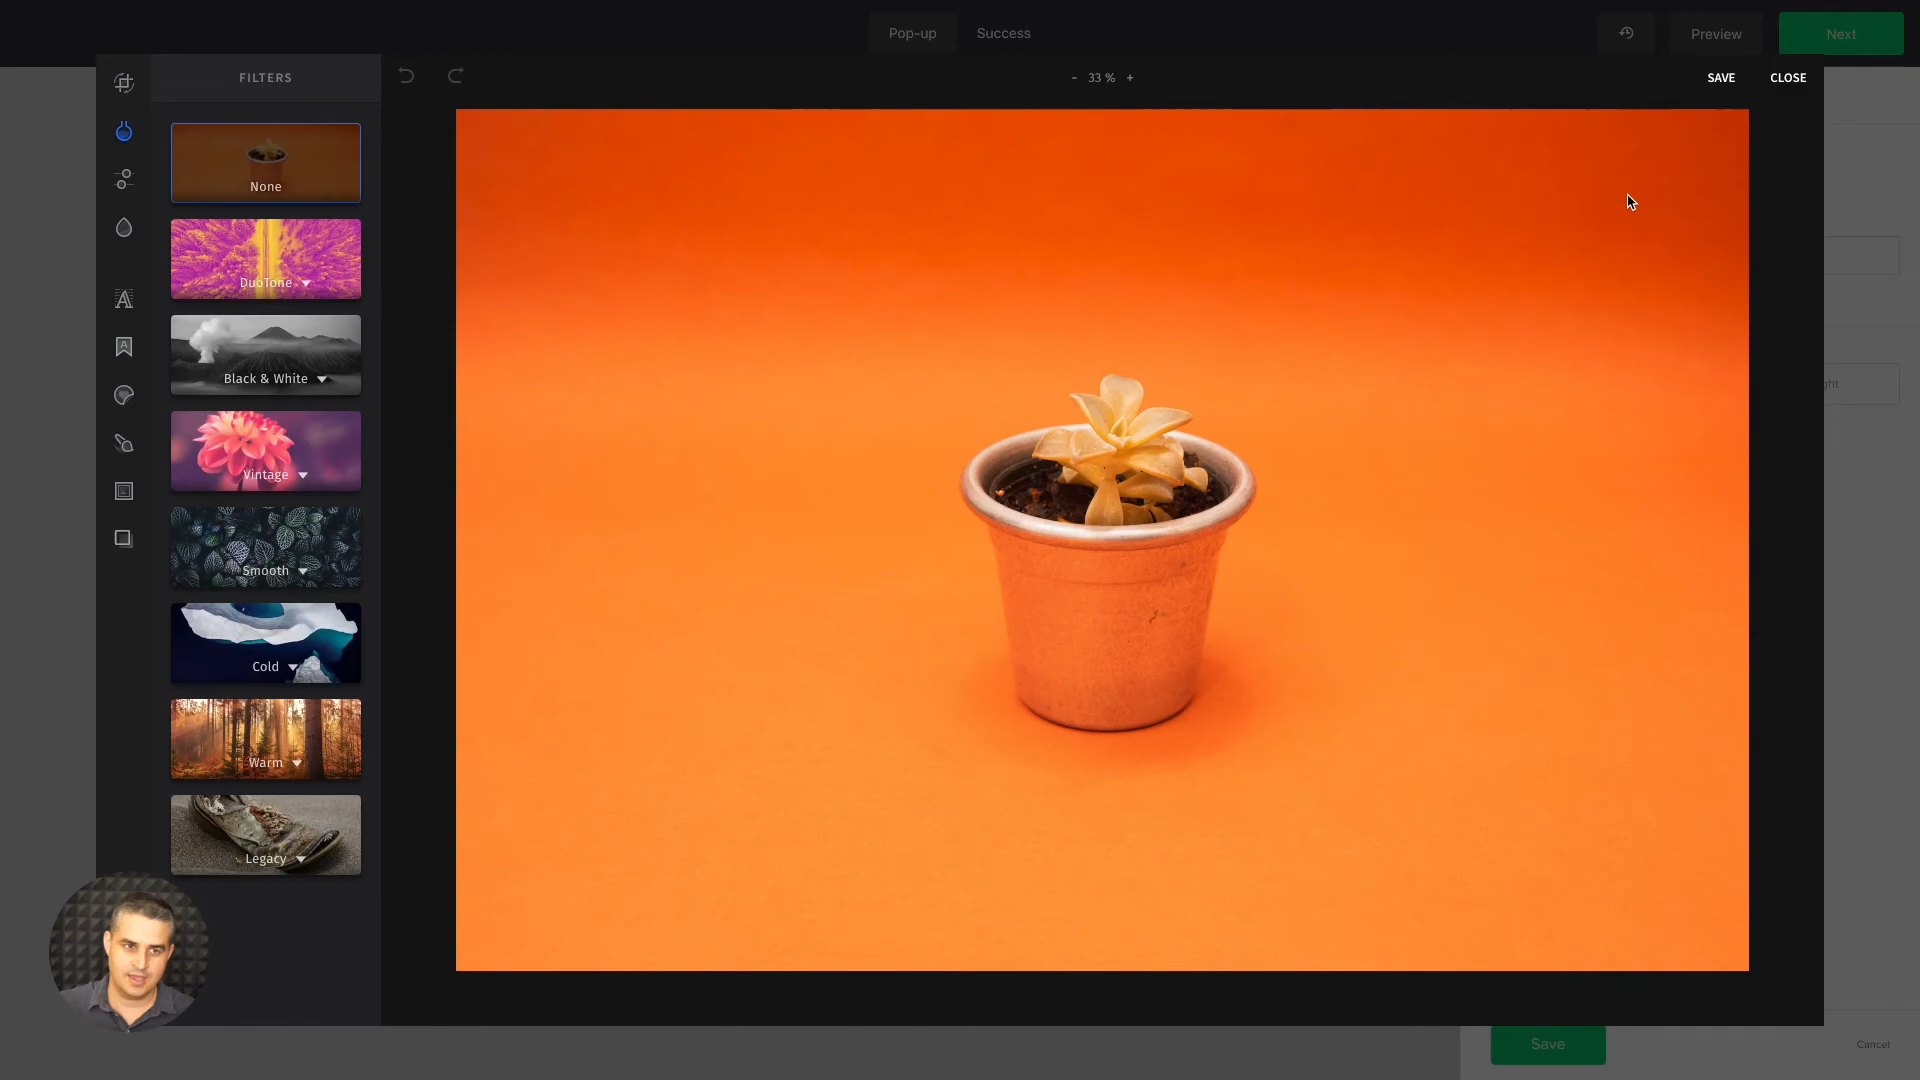 Pop-up
Success
Preview
Next
FILTERS
- 33 % +
SAVE
CLOSE
None
DuoTone
Black & White
Vintage
Smooth
Cold
Warm
Legacy
ght
Save
Cancel